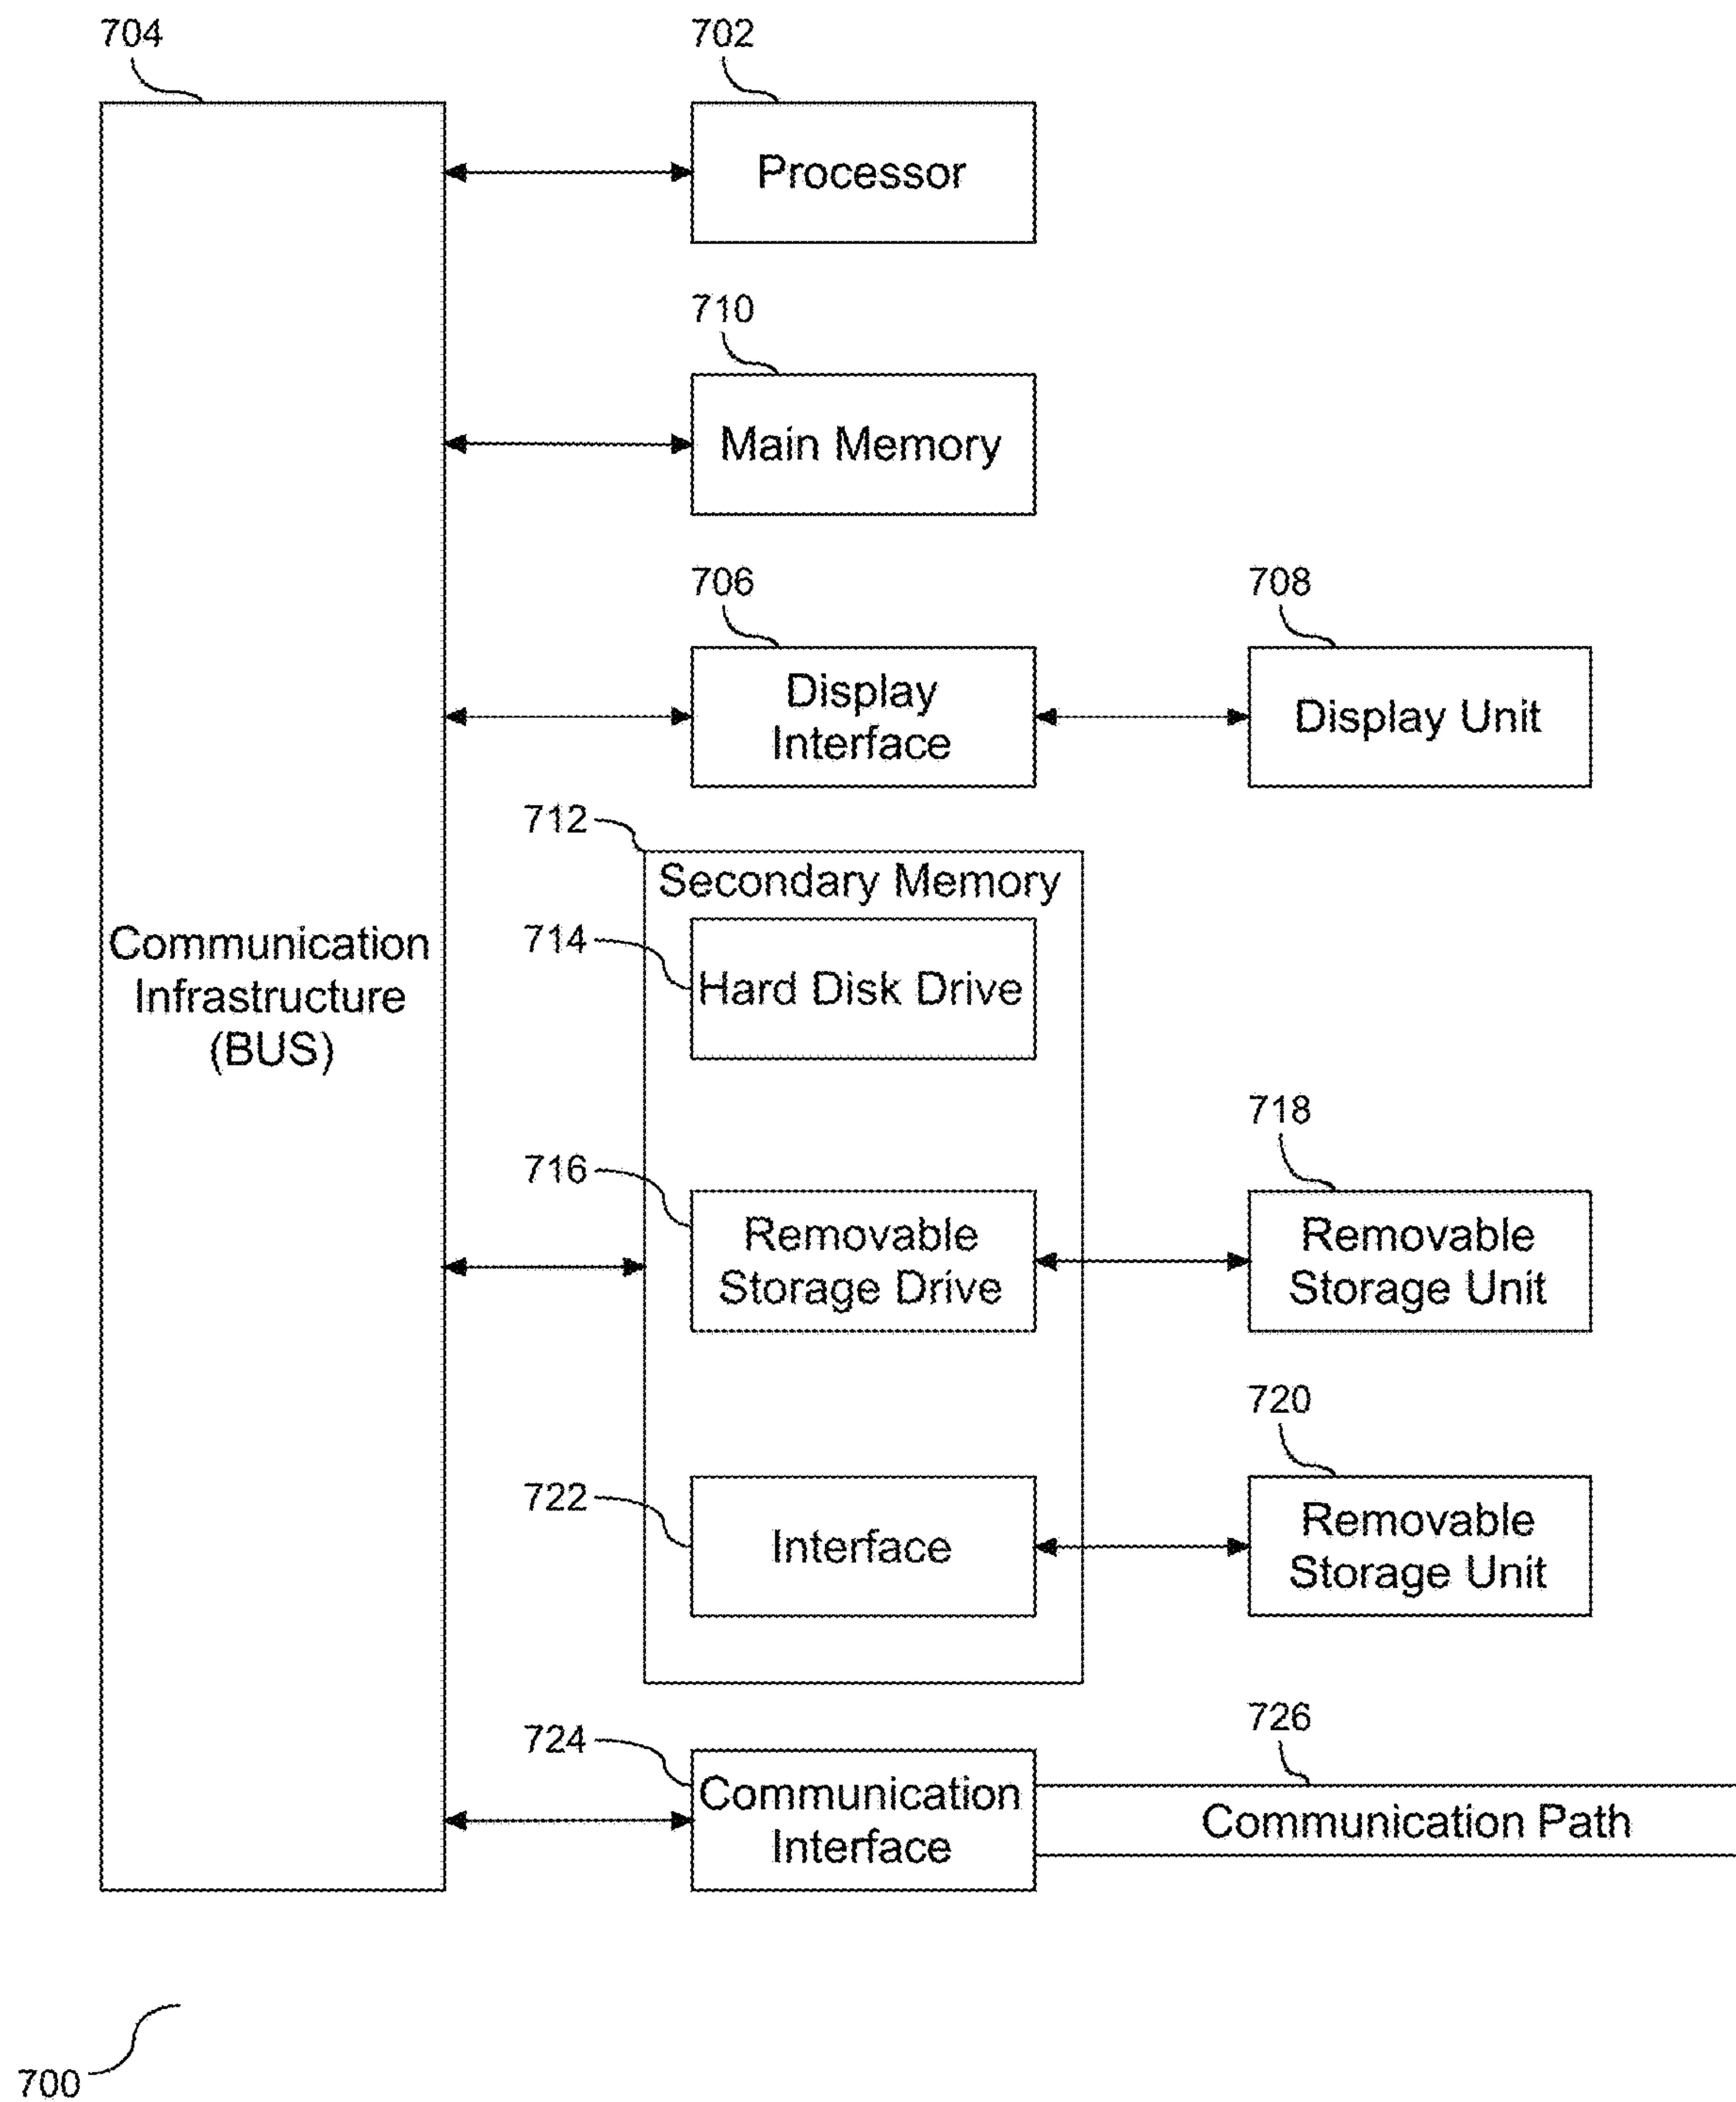 704
702
Processor
710
Main Memory
706
708
Display
Interface
Display Unit
712
Secondary Memory
714
Hard Disk Drive
Communication
Infrastructure
(BUS)
718
716
Removable
Storage Drive
Removable
Storage Unit
720
722
Interface
Removable
Storage Unit
726
724
Communication
Interface
Communication Path
700